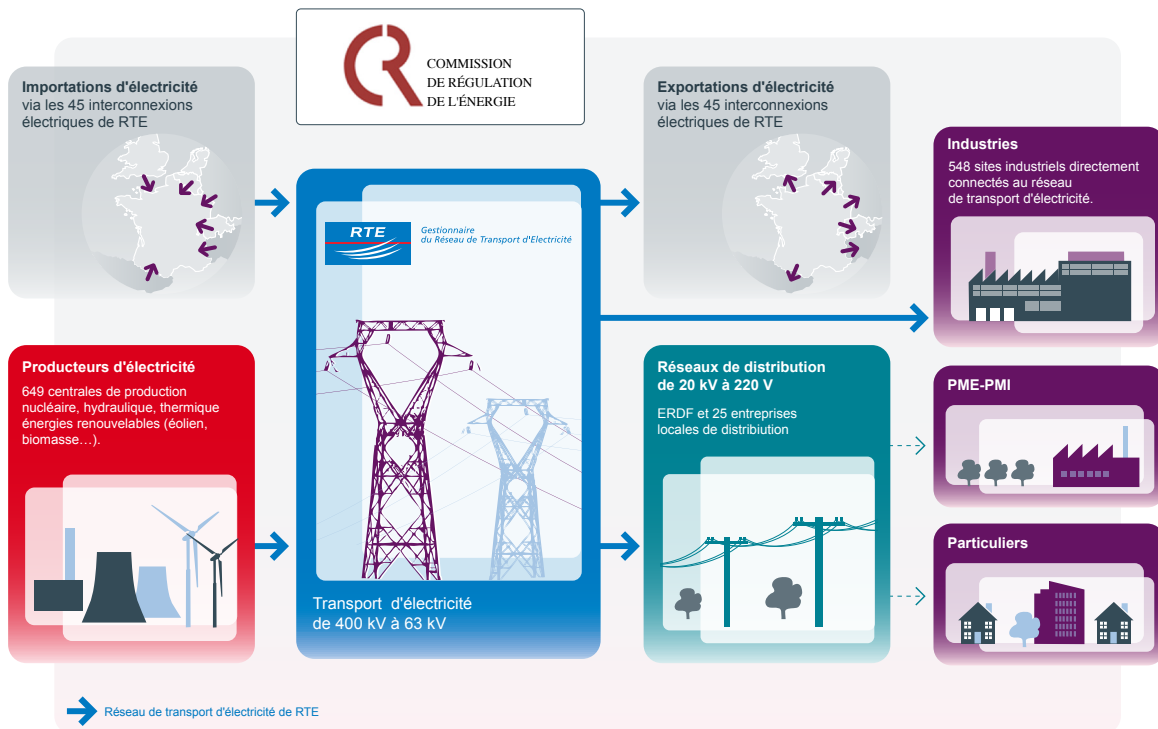 COMMISSION
DE RÉGULATION
DE L'ÉNERGIE
Importations d'électricité
via les 45 interconnexions
électriques de RTE
Exportations d'électricité
via les 45 interconnexions
électriques de RTE
Industries
548 sites industriels directement
connectés au réseau
de transport d'électricité.
RTE
Gestionnaire
du Réseau de Transport d'Electricité
Producteurs d'électricité
649 centrales de production
nucléaire, hydraulique, thermique
énergies renouvelables (éolien,
biomasse…).
Transport d'électricité
de 400 kV à 63 kV
Réseaux de distribution
de 20 kV à 220 V
ERDF et 25 entreprises
locales de distribiution
PME-PMI
Particuliers
Réseau de transport d'électricité de RTE